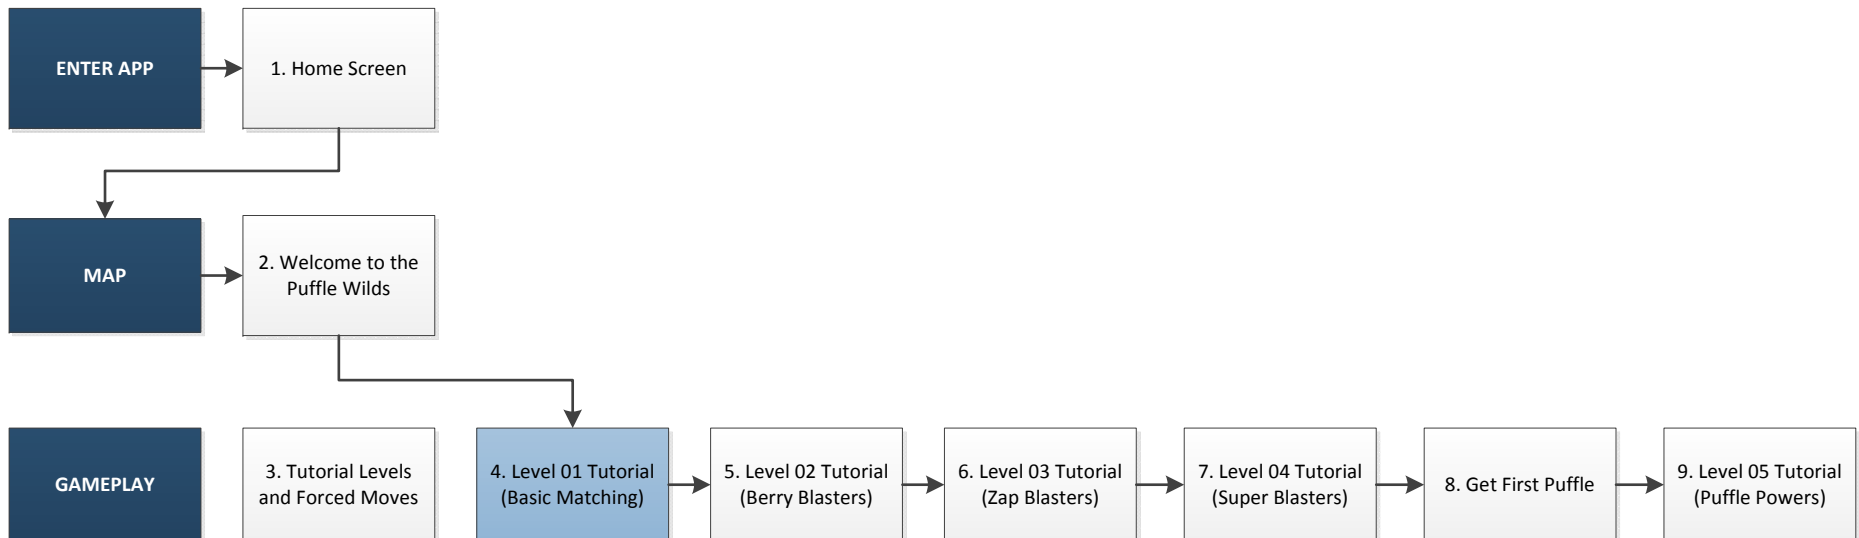 ENTER APP
1. Home Screen
MAP
2. Welcome to the
Puffle Wilds
GAMEPLAY
3. Tutorial Levels
and Forced Moves
4. Level 01 Tutorial
(Basic Matching)
5. Level 02 Tutorial
(Berry Blasters)
6. Level 03 Tutorial
(Zap Blasters)
7. Level 04 Tutorial
(Super Blasters)
8. Get First Puffle
9. Level 05 Tutorial
(Puffle Powers)